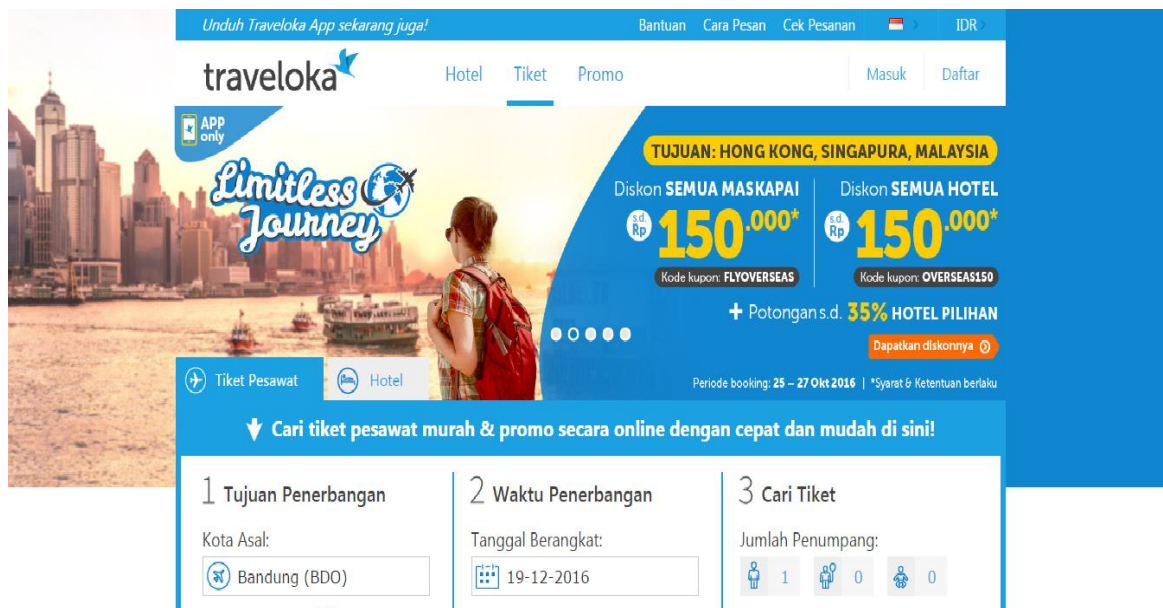 Unduh Traveloka App sekarang juga!
Bantuan Cara Pesan Cek Pesanan IDR
traveloka
Hotel Tiket Promo
Masuk Daftar
APP
only
Limitless
Journey
TUJUAN: HONG KONG, SINGAPURA, MALAYSIA
Diskon SEMUA MASKAPAI
s.d.
Rp
150.000*
Kode kupon: FLYOVERSEAS
Diskon SEMUA HOTEL
s.d.
Rp
150.000*
Kode kupon: OVERSEAS150
+ Potongan s.d. 35% HOTEL PILIHAN
Dapatkan diskonnya
Periode booking: 25 – 27 Okt 2016 | *Syarat & Ketentuan berlaku
Tiket Pesawat
Hotel
Cari tiket pesawat murah & promo secara online dengan cepat dan mudah di sini!
1 Tujuan Penerbangan
Kota Asal:
Bandung (BDO)
2 Waktu Penerbangan
Tanggal Berangkat:
19-12-2016
3 Cari Tiket
Jumlah Penumpang:
1 0 0